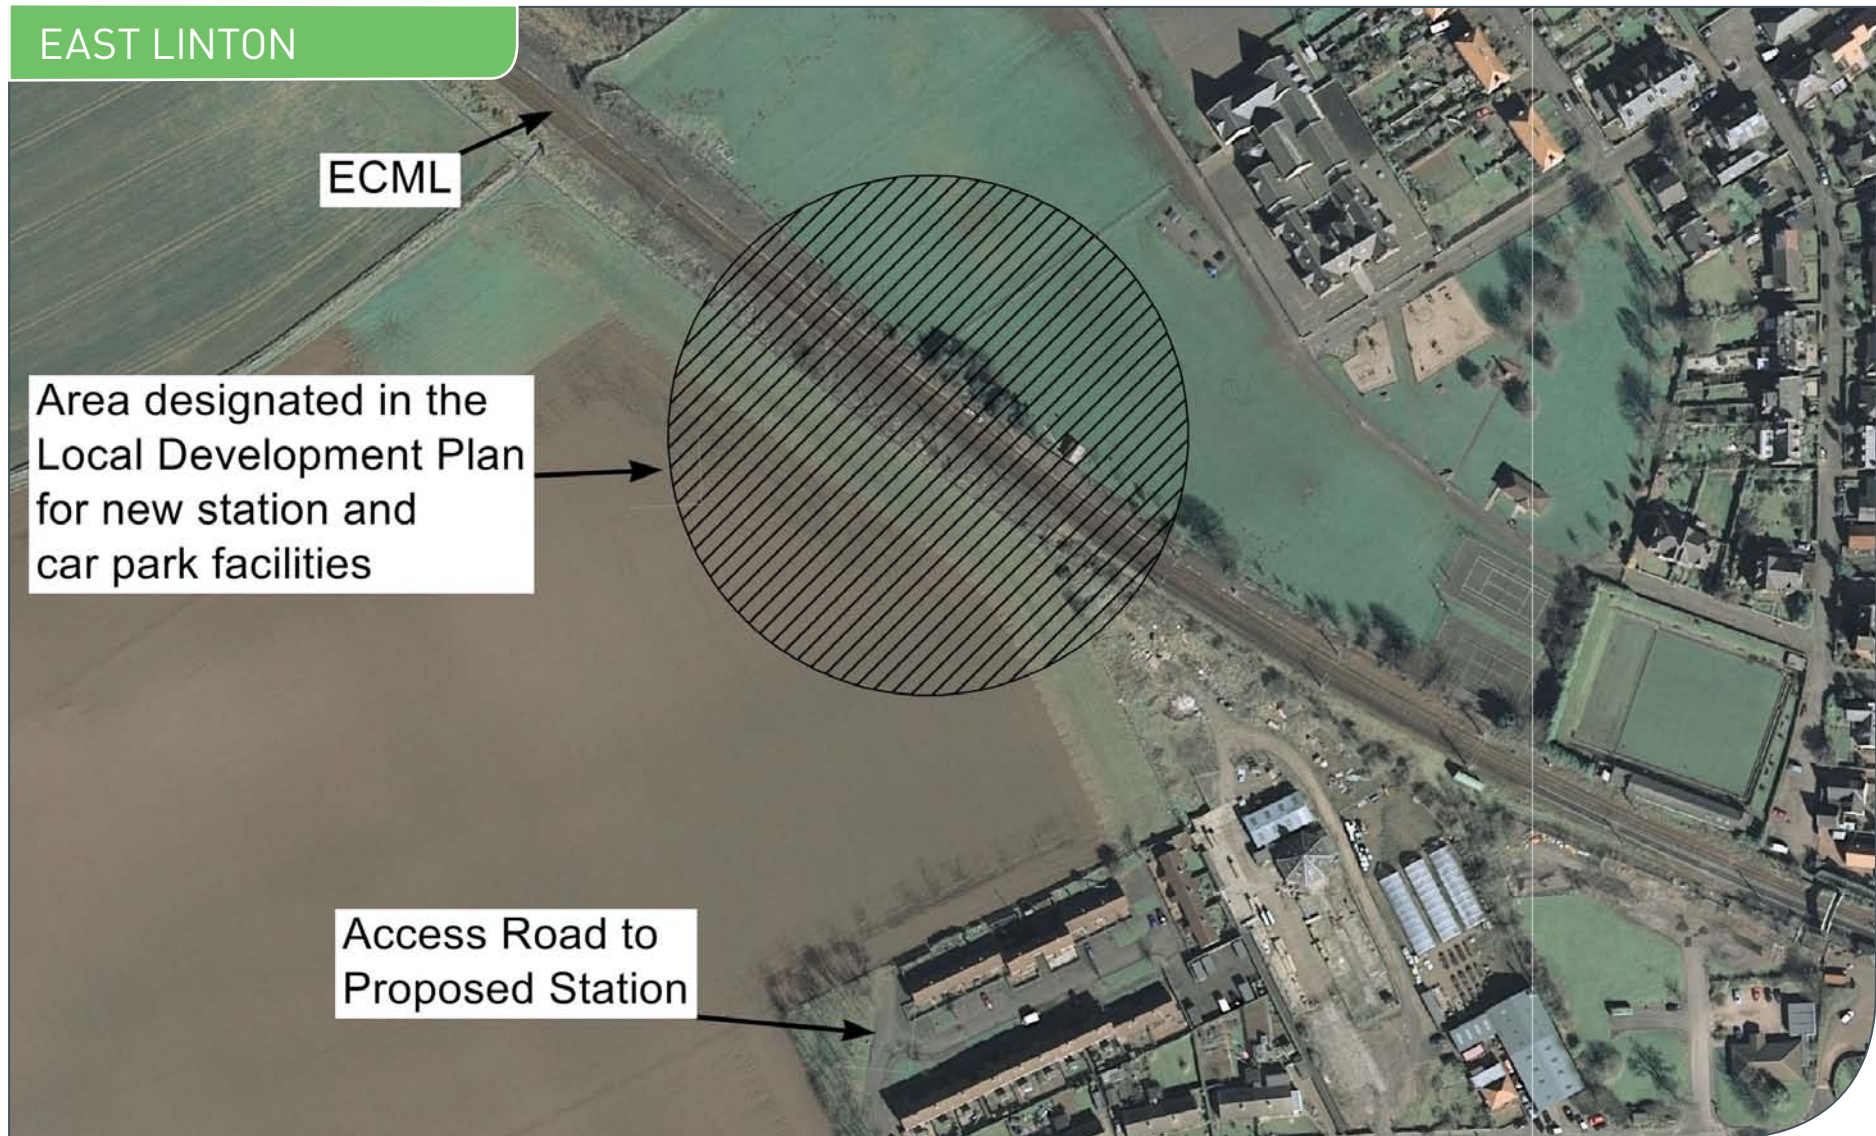 EAST LINTON
ECML
Area designated in the
Local Development Plan
for new station and
car park facilities
Access Road to
Proposed Station